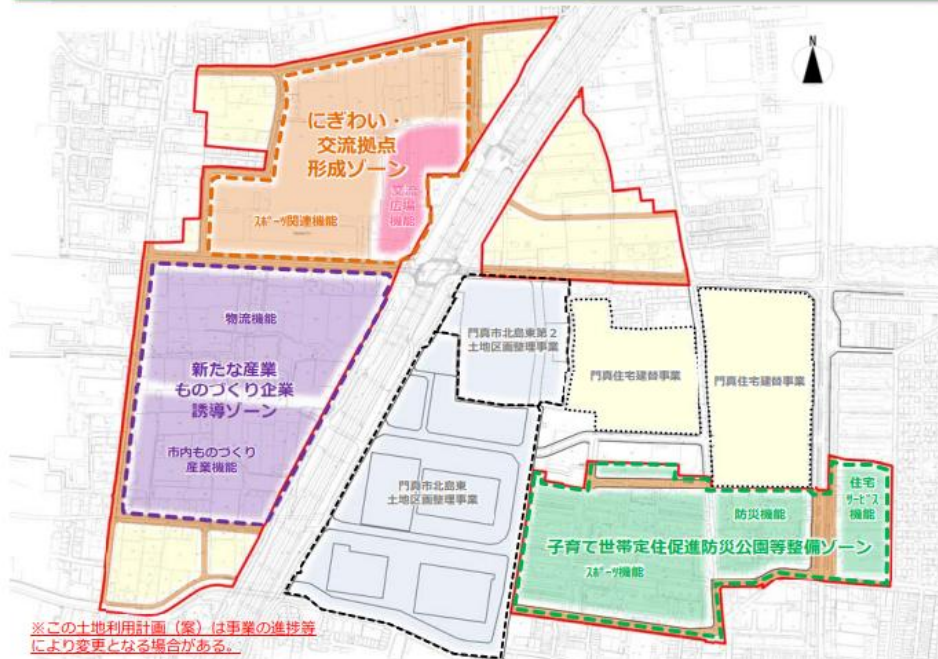 N
にぎわい・
交流拠点
形成ゾーン
交流
広場
機能
ｽﾎﾟｰﾂ関連機能
物流機能
新たな産業
ものづくり企業
誘導ゾーン
市内ものづくり
産業機能
門真市北島東第２
土地区画整理事業
門真住宅建替事業
門真住宅建替事業
門真市北島東
土地区画整理事業
住宅
ｻｰﾋﾞｽ
機能
防災機能
子育て世帯定住促進防災公園等整備ゾーン
ｽﾎﾟｰﾂ機能
※この土地利用計画（案）は事業の進捗等
により変更となる場合がある。